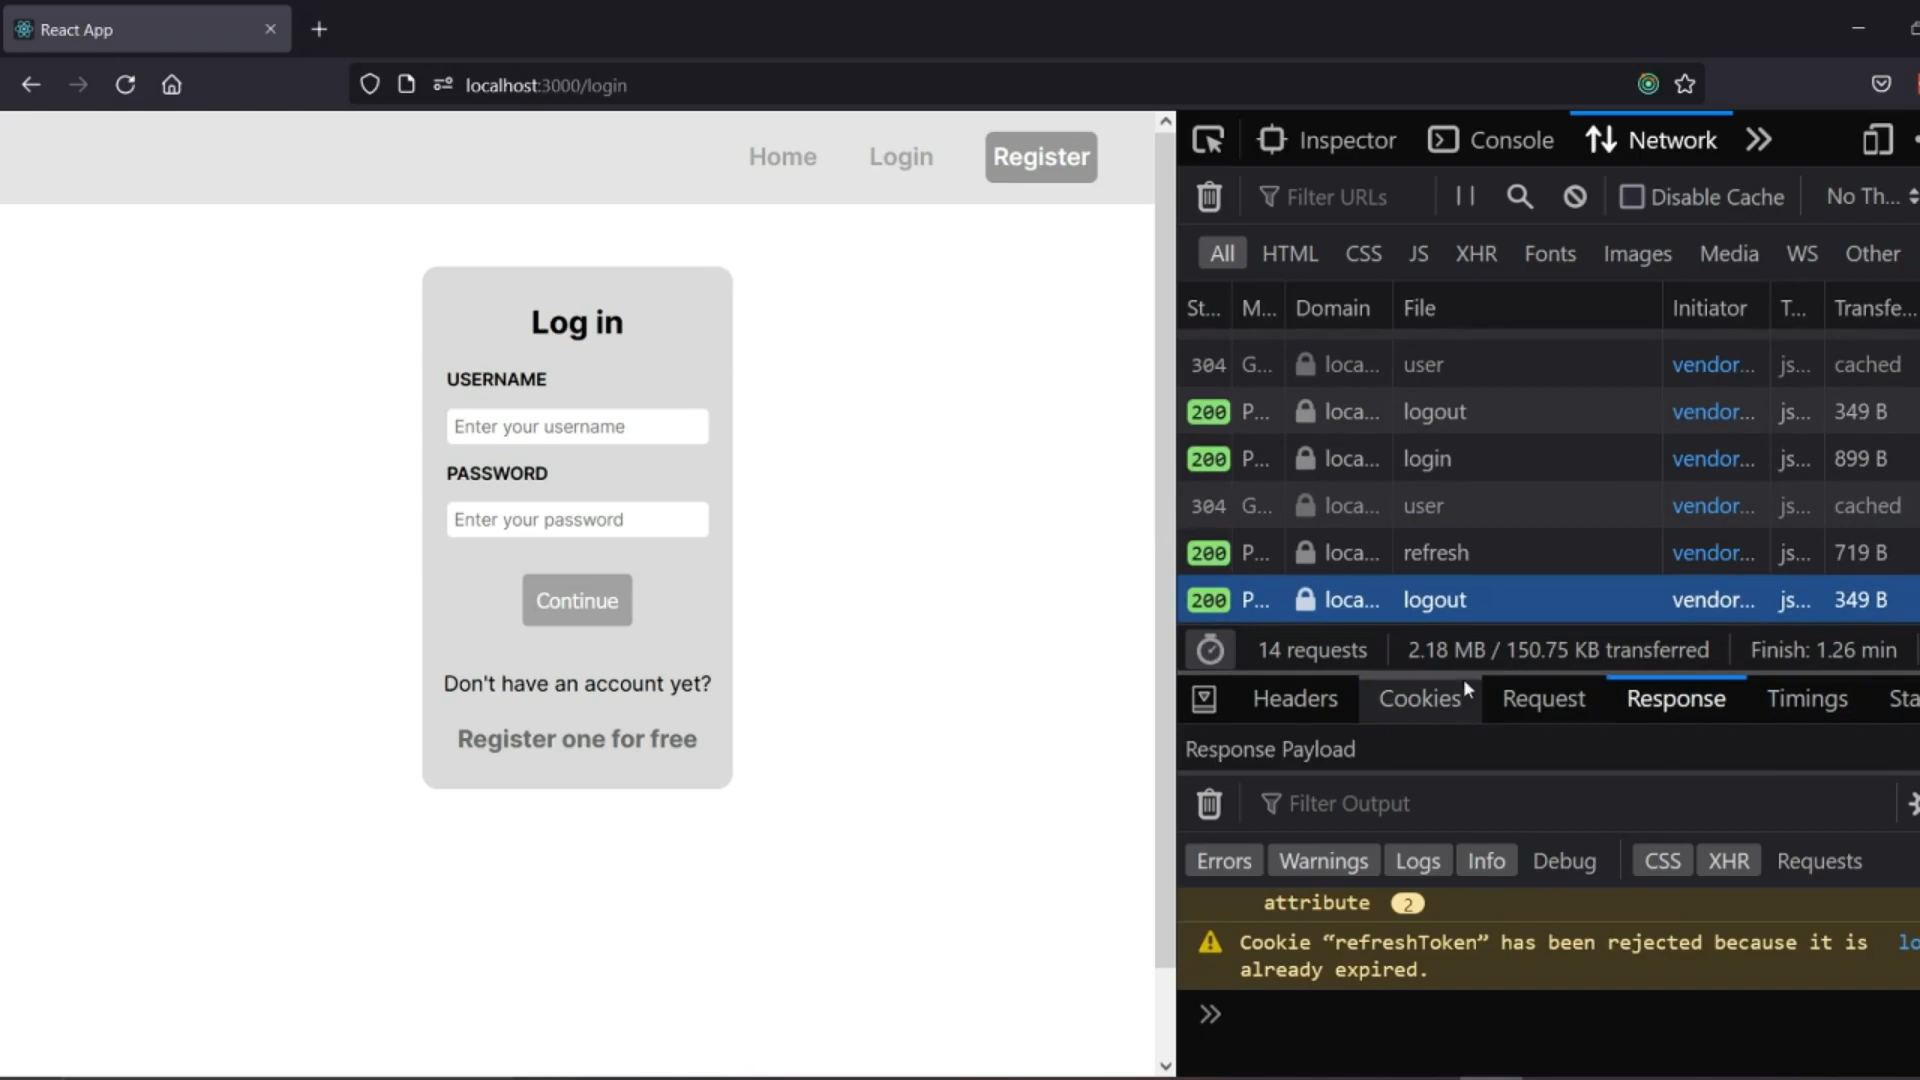 React App
localhost:3000/login
Home Login Register
Log in
USERNAME
Enter your username
PASSWORD
Enter your password
Continue
Don't have an account yet?
Register one for free
Inspector Console Network
Filter URLs Disable Cache No Th...
All HTML CSS JS XHR Fonts Images Media WS Other
St... M... Domain File Initiator T... Transfe...
304 G... loca... user vendor... js... cached
200 P... loca... logout vendor... js... 349 B
200 P... loca... login vendor... js... 899 B
304 G... loca... user vendor... js... cached
200 P... loca... refresh vendor... js... 719 B
200 P... loca... logout vendor... js... 349 B
14 requests 2.18 MB / 150.75 KB transferred Finish: 1.26 min
Headers Cookies Request Response Timings Sta
Response Payload
Filter Output
Errors Warnings Logs Info Debug CSS XHR Requests
attribute 2
Cookie “refreshToken” has been rejected because it is lo
already expired.